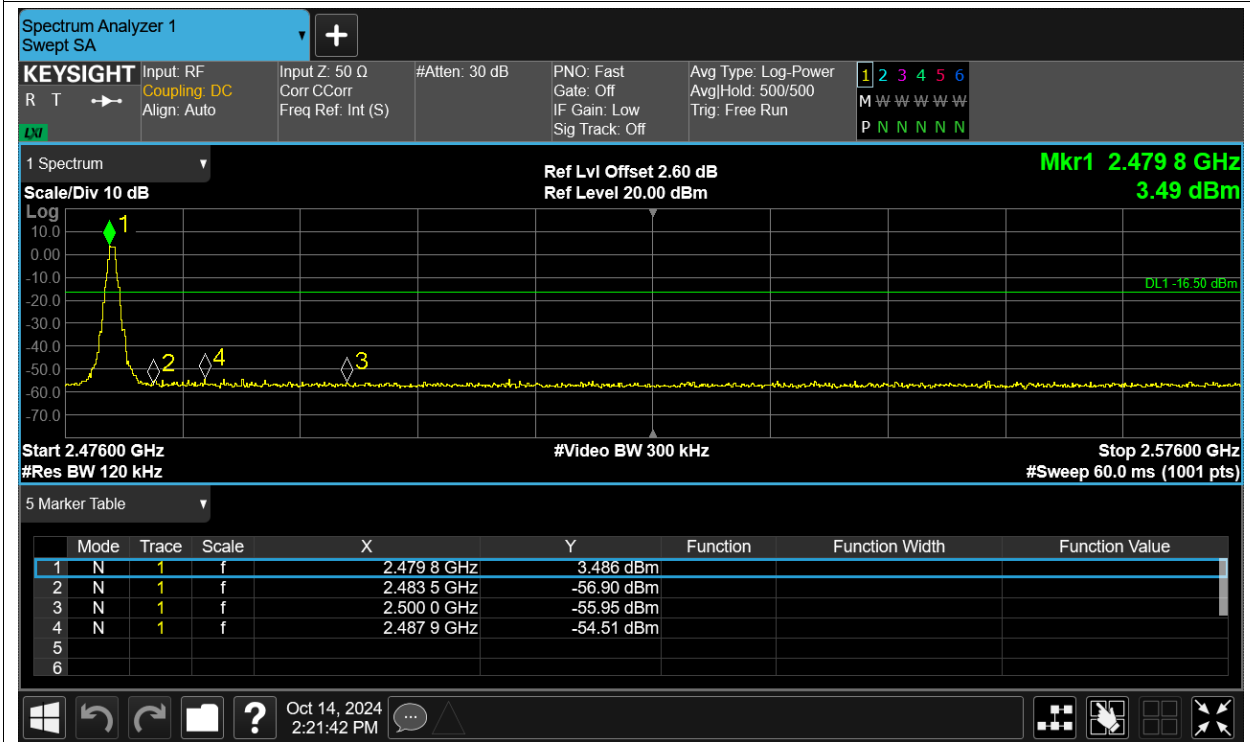 Spectrum Analyzer 1
Swept SA
+
KEYSIGHT
R T
LXI
Input: RF
Coupling: DC
Align: Auto
Input Z: 50 Ω
Corr CCorr
Freq Ref: Int (S)
#Atten: 30 dB
PNO: Fast
Gate: Off
IF Gain: Low
Sig Track: Off
Avg Type: Log-Power
Avg|Hold: 500/500
Trig: Free Run
1 2 3 4 5 6
M W W W W W
P N N N N N
1 Spectrum
Scale/Div 10 dB
Ref Lvl Offset 2.60 dB
Ref Level 20.00 dBm
Mkr1 2.479 8 GHz
3.49 dBm
Log
10.0
0.00
-10.0
-20.0
-30.0
-40.0
-50.0
-60.0
-70.0
1
2
4
3
DL1 -16.50 dBm
Start 2.47600 GHz
#Video BW 300 kHz
Stop 2.57600 GHz
#Res BW 120 kHz
#Sweep 60.0 ms (1001 pts)
5 Marker Table
Mode Trace Scale X Y Function Function Width Function Value
1 N 1 f 2.479 8 GHz 3.486 dBm
2 N 1 f 2.483 5 GHz -56.90 dBm
3 N 1 f 2.500 0 GHz -55.95 dBm
4 N 1 f 2.487 9 GHz -54.51 dBm
5
6
?
Oct 14, 2024
2:21:42 PM